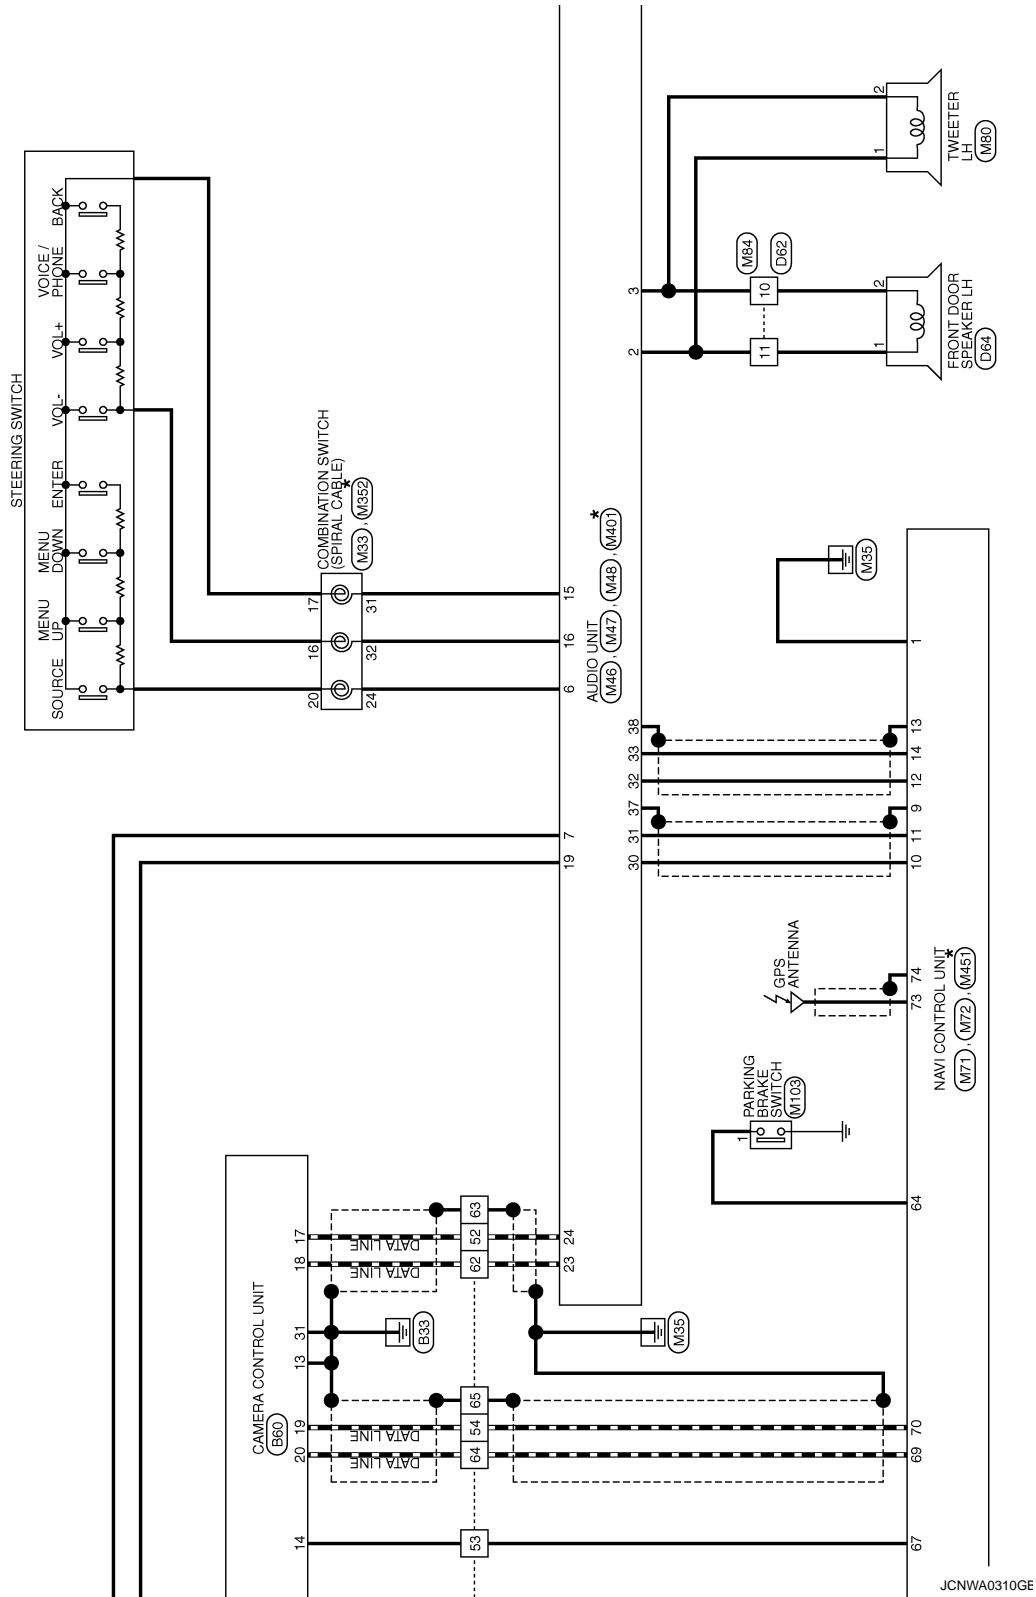 STEERING SWITCH
SOURCE
MENU
UP
MENU
DOWN
ENTER
VOL-
VOL+
VOICE /
PHONE
BACK
COMBINATION SWITCH
(SPIRAL CABLE)
M33 , M352 *
20
16
17
24
32
31
6
16
15
AUDIO UNIT
M46 , M47 , M48 , M401 *
2
3
11
10
M84
D62
1
2
TWEETER
LH
M80
1
2
FRONT DOOR
SPEAKER LH
D64
M35
1
38
33
32
37
31
30
13
14
12
9
11
10
7
19
GPS
ANTENNA
74
73
NAVI CONTROL UNIT
M71 , M72 , M451 *
PARKING
BRAKE
SWITCH
M103
1
64
CAMERA CONTROL UNIT
B60
17
18
31
13
19
20
14
DATA LINE
DATA LINE
DATA LINE
DATA LINE
63
52
62
24
23
B33
M35
65
54
64
70
69
53
67
JCNWA0310GE